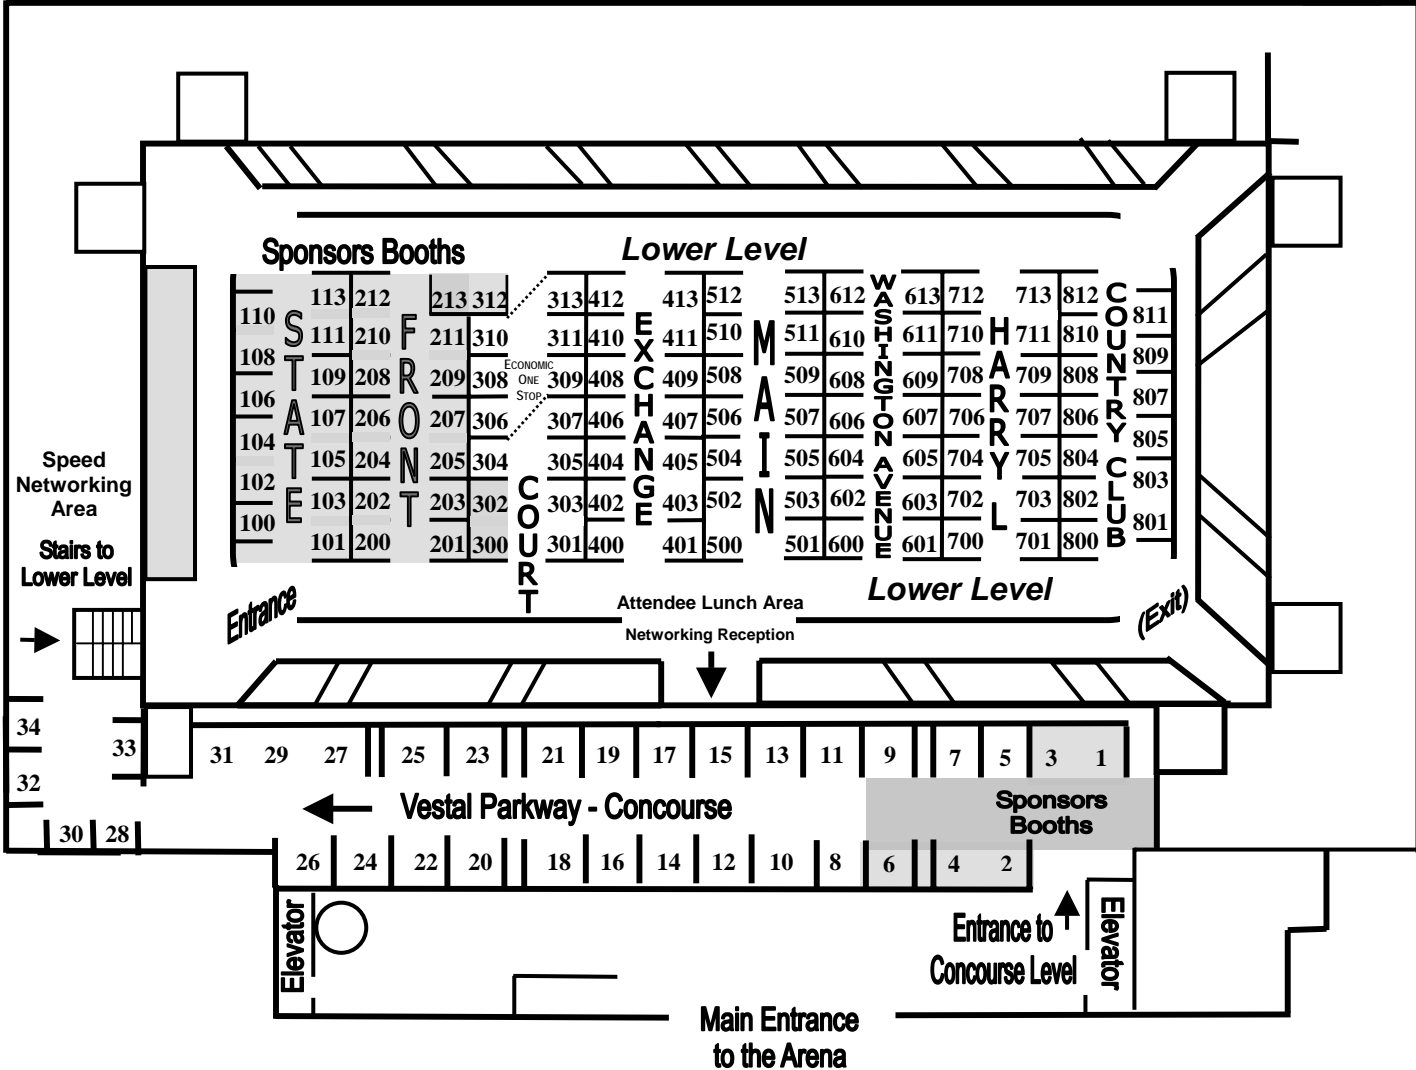 Sponsors Booths
Lower Level
113 212 213 312 313 412 413 512 513 612 613 712 713 812
110 811
111 210 211 310 311 410 411 510 511 610 611 710 711 810
108 809
109 208 209 308 309 408 409 508 509 608 609 708 709 808
106 807
107 206 207 306 307 406 407 506 507 606 607 706 707 806
104 805
105 204 205 304 305 404 405 504 505 604 605 704 705 804
102 803
103 202 203 302 303 402 403 502 503 602 603 702 703 802
100 801
101 200 201 300 301 400 401 500 501 600 601 700 701 800
STATE
FRONT
ECONOMIC
ONE
STOP
COURT
EXCHANGE
MAIN
WASHINGTON AVENUE
HARRY L
COUNTRY CLUB
Speed
Networking
Area
Stairs to
Lower Level
Entrance
Lower Level
(Exit)
Attendee Lunch Area
Networking Reception
34
33
32
30 28
31 29 27 25 23 21 19 17 15 13 11 9 7 5 3 1
Vestal Parkway - Concourse
Sponsors
Booths
26 24 22 20 18 16 14 12 10 8 6 4 2
Elevator
Entrance to
Concourse Level
Elevator
Main Entrance
to the Arena